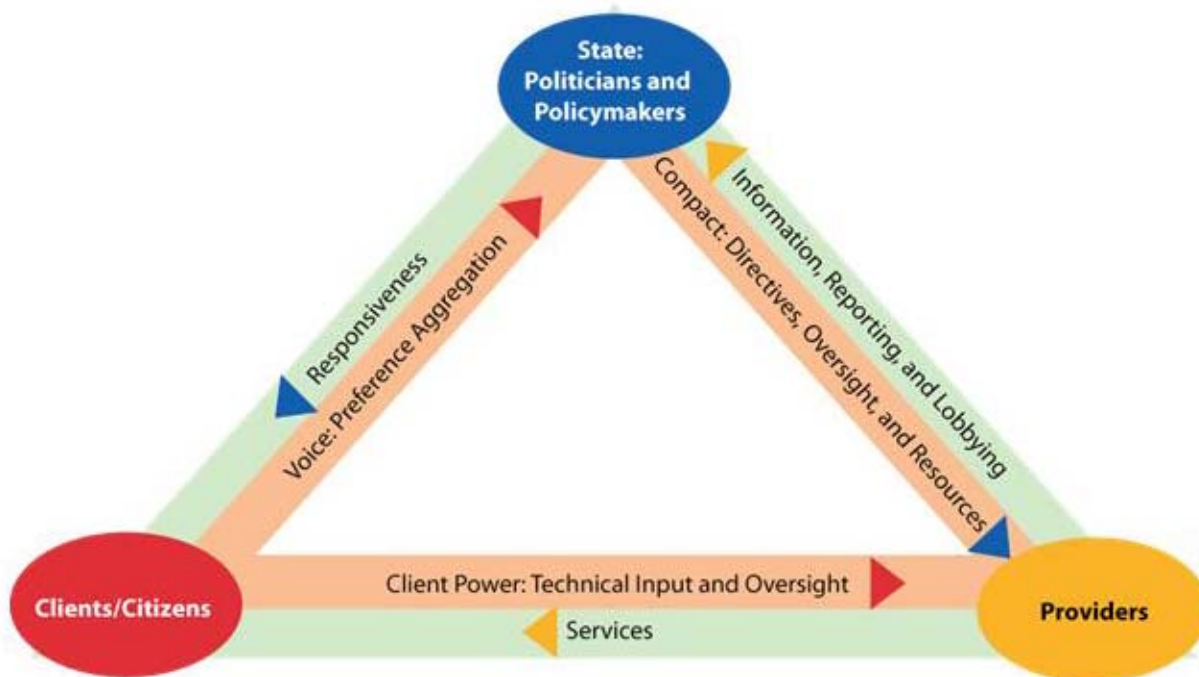 State:
Politicians and
Policymakers
Responsiveness
Voice: Preference Aggregation
Compact: Directives, Oversight, and Resources
Information, Reporting, and Lobbying
Clients/Citizens
Client Power: Technical Input and Oversight
Services
Providers